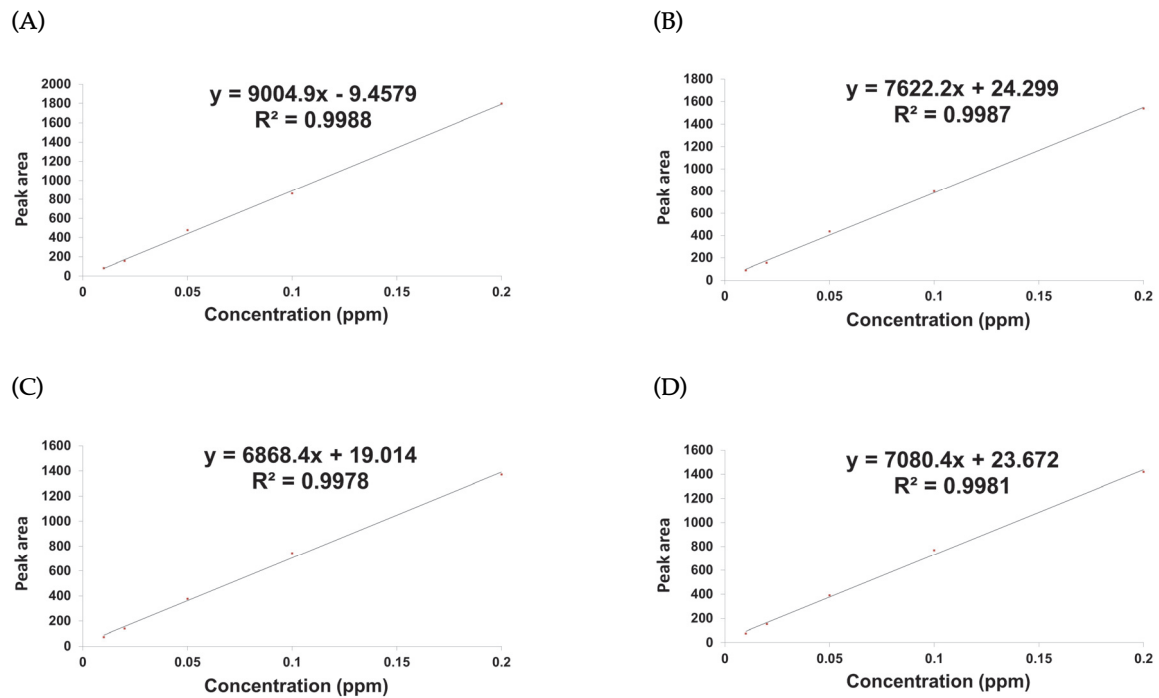 (A)
y = 9004.9x - 9.4579
R² = 0.9988
2000
1800
1600
1400
1200
1000
800
600
400
200
0
Peak area
0 0.05 0.1 0.15 0.2
Concentration (ppm)
(B)
y = 7622.2x + 24.299
R² = 0.9987
1800
1600
1400
1200
1000
800
600
400
200
0
Peak area
0 0.05 0.1 0.15 0.2
Concentration (ppm)
(C)
y = 6868.4x + 19.014
R² = 0.9978
1600
1400
1200
1000
800
600
400
200
0
Peak area
0 0.05 0.1 0.15 0.2
Concentration (ppm)
(D)
y = 7080.4x + 23.672
R² = 0.9981
1600
1400
1200
1000
800
600
400
200
0
Peak area
0 0.05 0.1 0.15 0.2
Concentration (ppm)